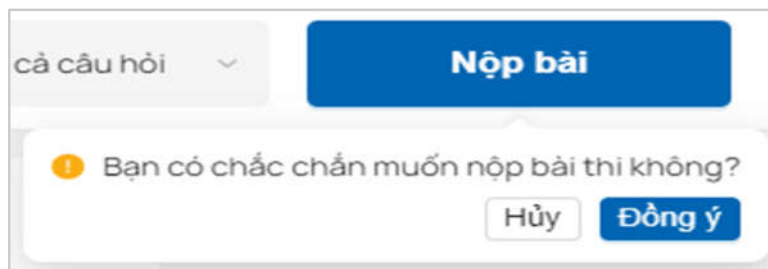 cả câu hỏi
Nộp bài
Bạn có chắc chắn muốn nộp bài thi không?
Hủy
Đồng ý